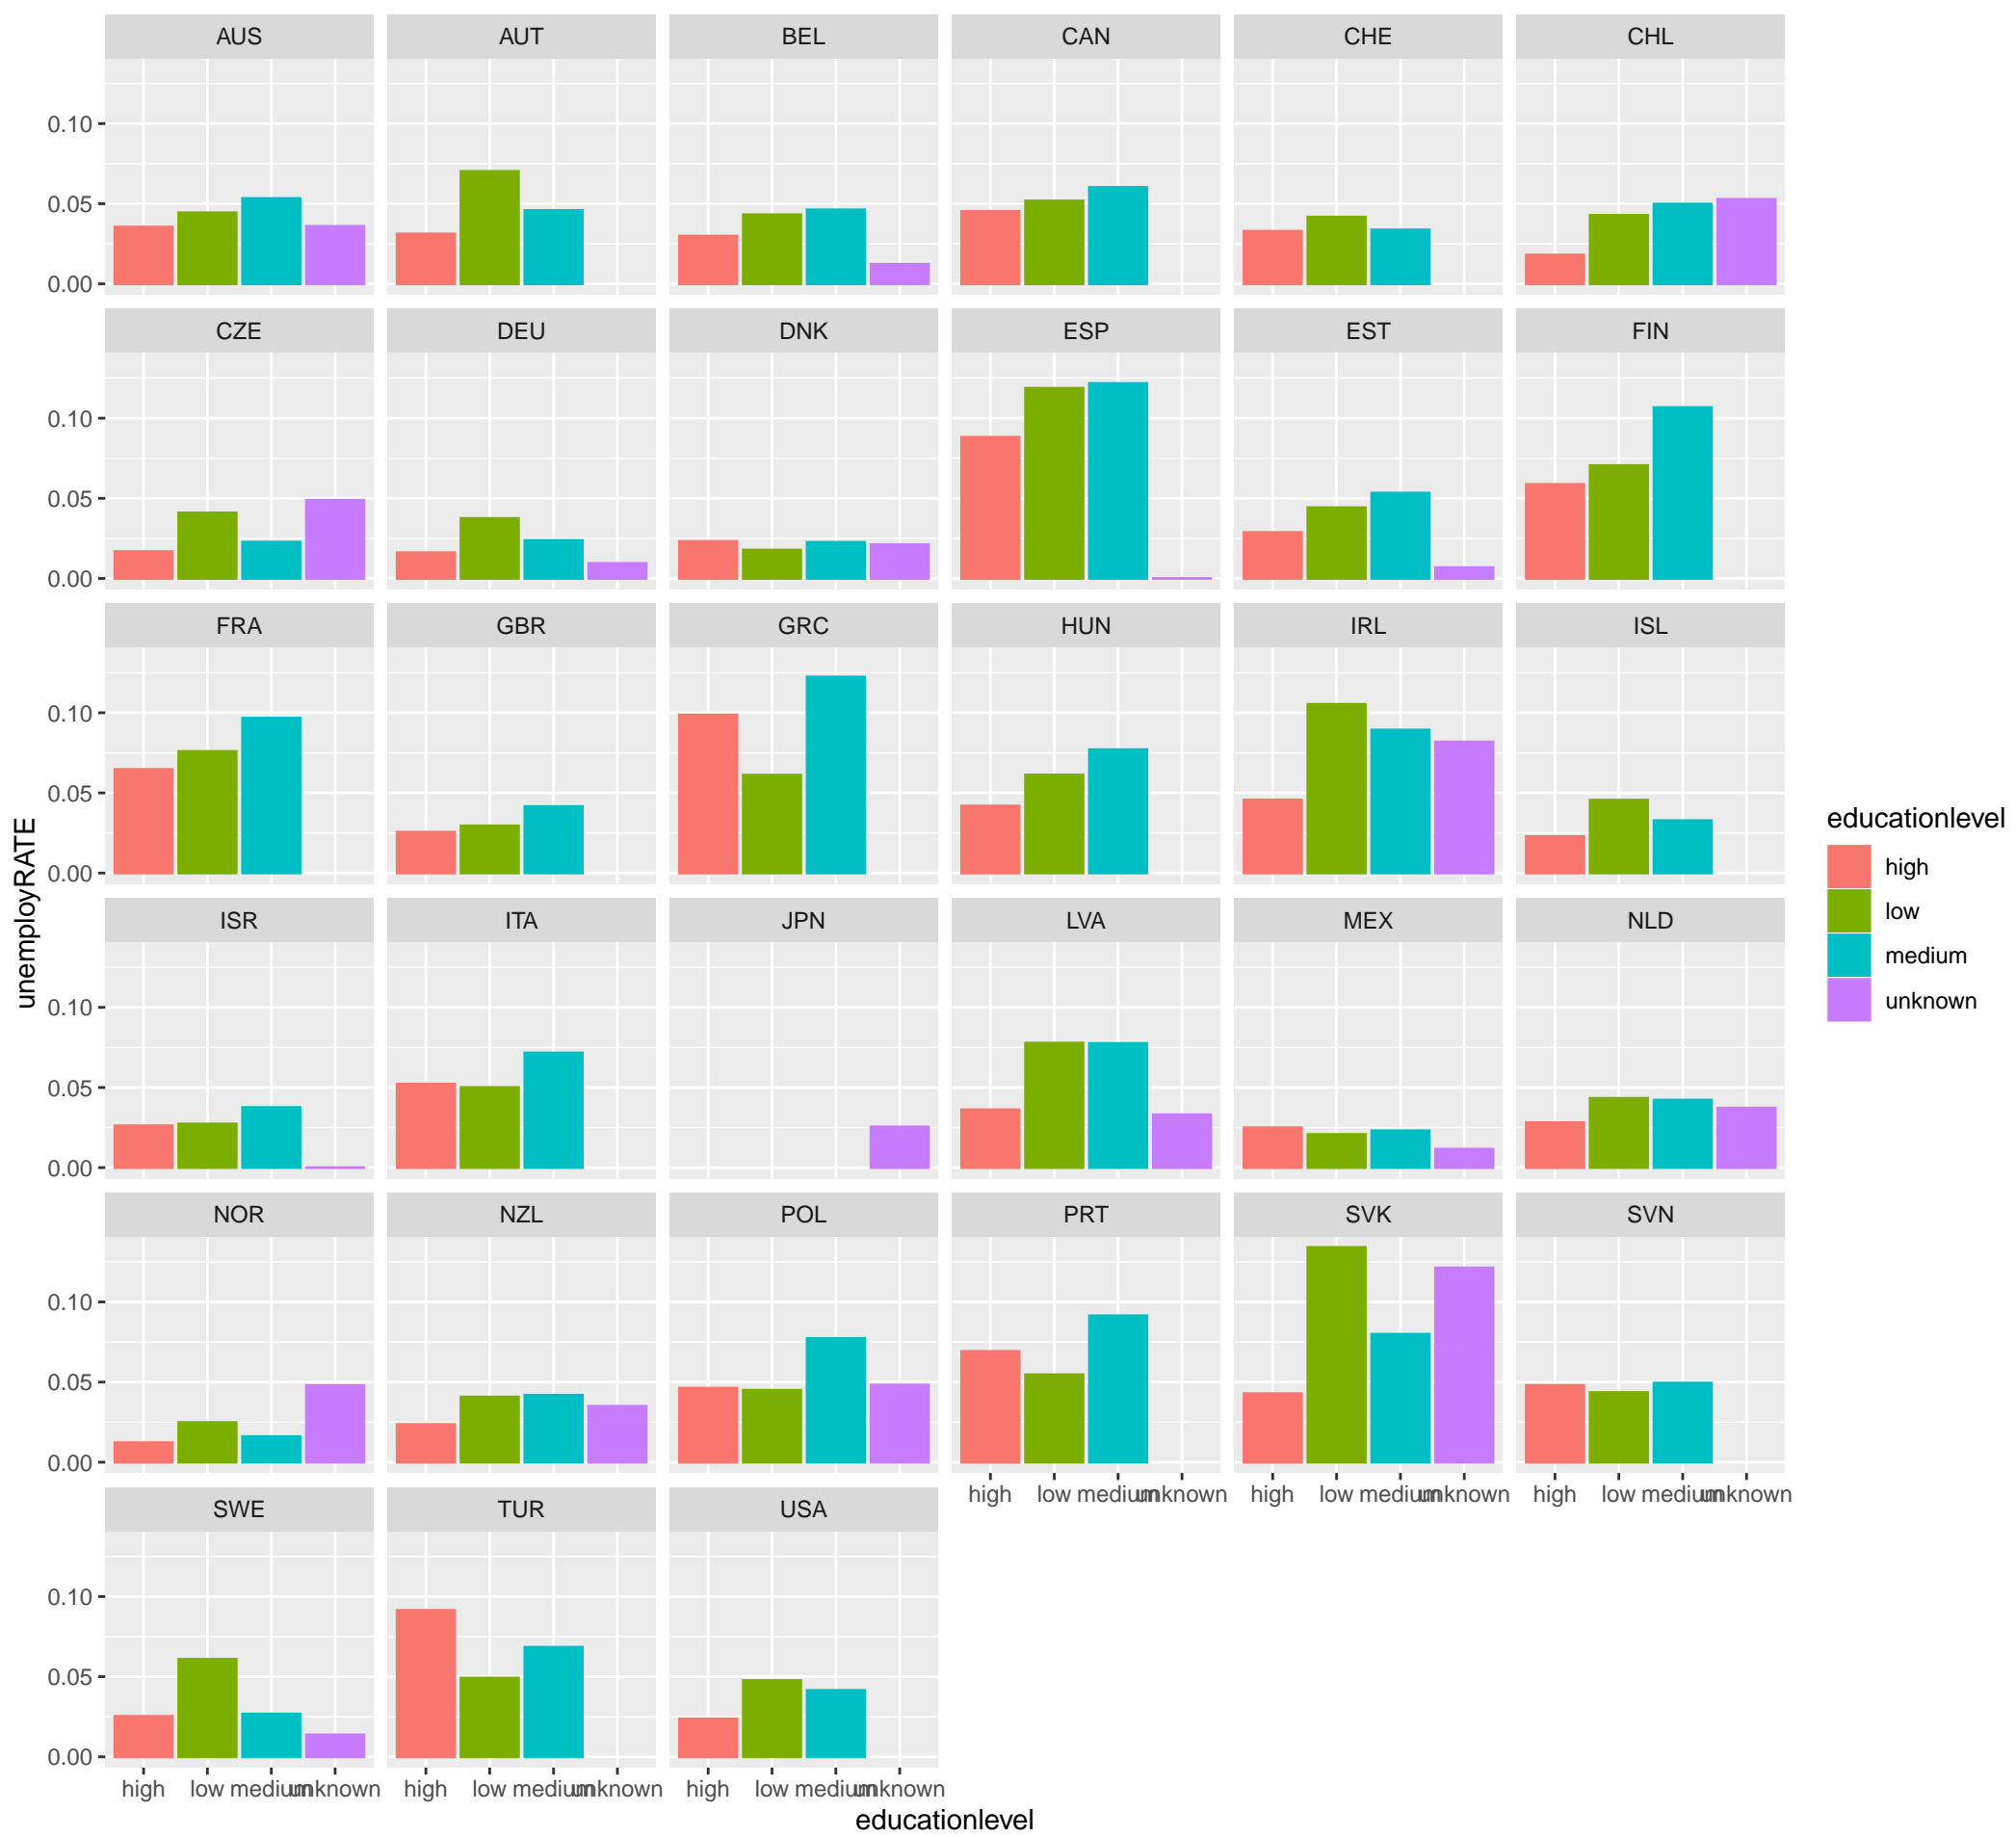 AUS AUT BEL CAN CHE CHL
0.10
0.05
0.00
CZE DEU DNK ESP EST FIN
0.10
0.05
0.00
FRA GBR GRC HUN IRL ISL
0.10
0.05
0.00
ISR ITA JPN LVA MEX NLD
0.10
0.05
0.00
NOR NZL POL PRT SVK SVN
0.10
0.05
0.00
high low medium unknown high low medium unknown high low medium unknown
SWE TUR USA
0.10
0.05
0.00
high low medium unknown high low medium unknown high low medium unknown
educationlevel
unemployRATE
educationlevel
high
low
medium
unknown